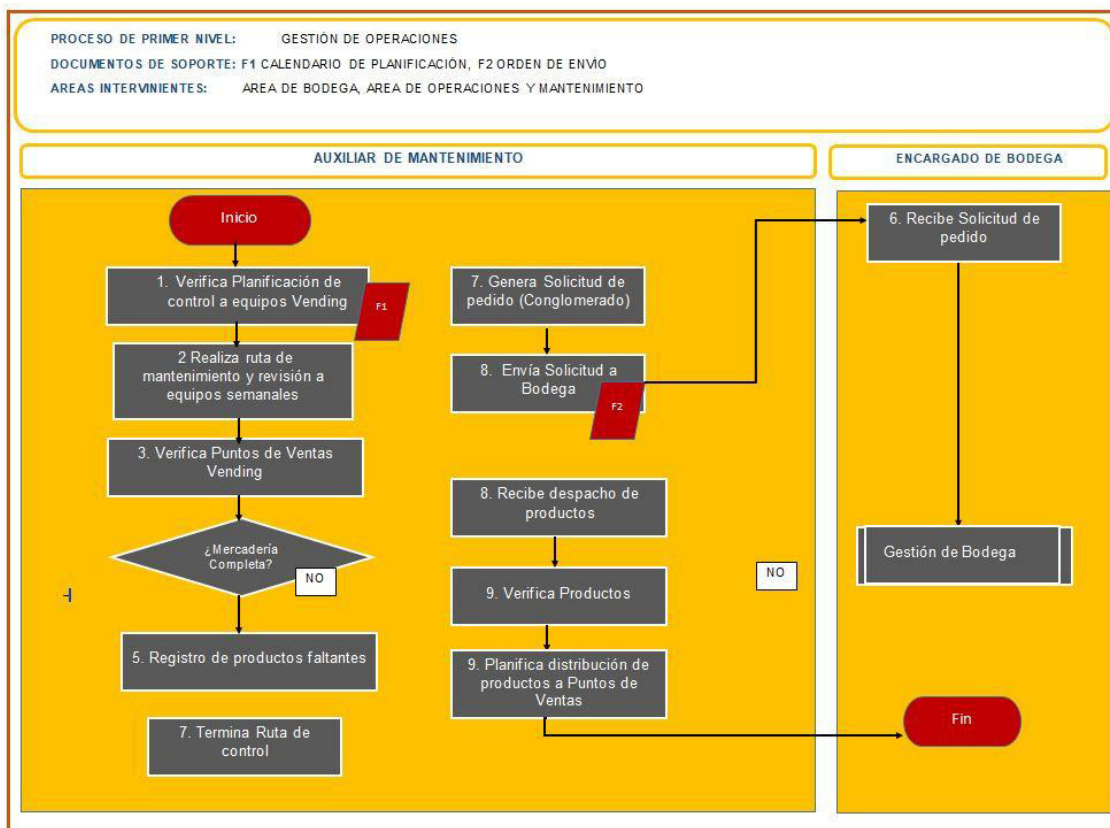 PROCESO DE PRIMER NIVEL: GESTIÓN DE OPERACIONES
DOCUMENTOS DE SOPORTE: F1 CALENDARIO DE PLANIFICACIÓN, F2 ORDEN DE ENVÌO
AREAS INTERVINIENTES: AREA DE BODEGA, AREA DE OPERACIONES Y MANTENIMIENTO
AUXILIAR DE MANTENIMIENTO
Inicio
1. Verifica Planificación de
control a equipos Vending
F1
2 Realiza ruta de
mantenimiento y revisión a
equipos semanales
3. Verifica Puntos de Ventas
Vending
¿Mercadería
Completa?
NO
5. Registro de productos faltantes
7. Termina Ruta de
control
7. Genera Solicitud de
pedido (Conglomerado)
8. Envía Solicitud a
Bodega
F2
8. Recibe despacho de
productos
9. Verifica Productos
NO
9. Planifica distribución de
productos a Puntos de
Ventas
ENCARGADO DE BODEGA
6. Recibe Solicitud de
pedido
Gestión de Bodega
Fin